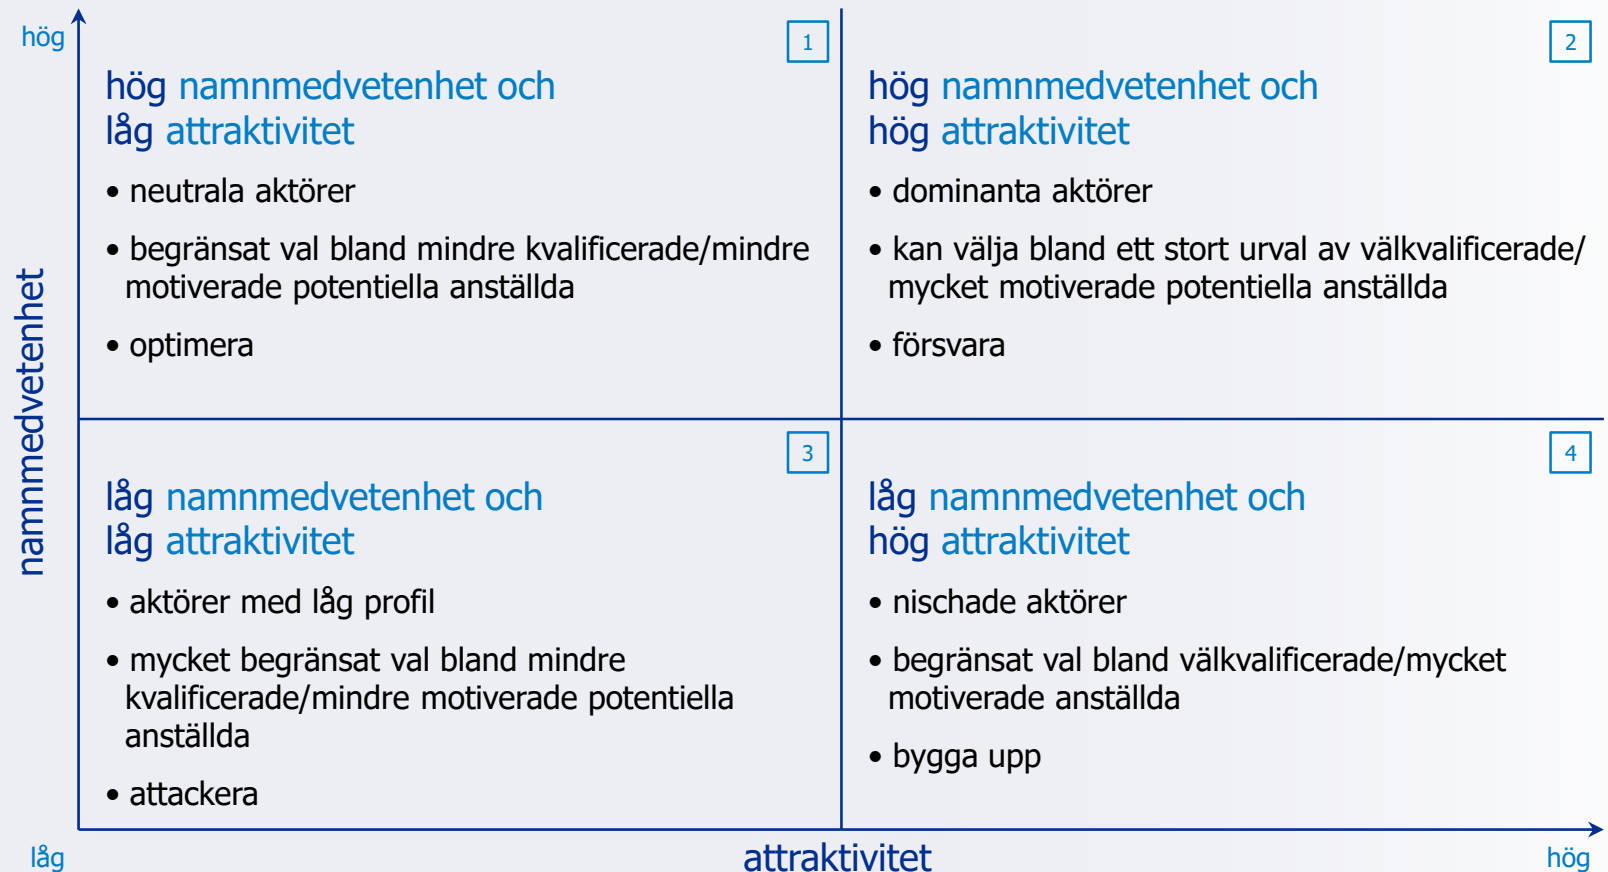 hög
1
hög namnmedvetenhet och
låg attraktivitet
• neutrala aktörer
• begränsat val bland mindre kvalificerade/mindre
motiverade potentiella anställda
• optimera
2
hög namnmedvetenhet och
hög attraktivitet
• dominanta aktörer
• kan välja bland ett stort urval av välkvalificerade/
mycket motiverade potentiella anställda
• försvara
namnmedvetenhet
3
låg namnmedvetenhet och
låg attraktivitet
• aktörer med låg profil
• mycket begränsat val bland mindre
kvalificerade/mindre motiverade potentiella
anställda
• attackera
4
låg namnmedvetenhet och
hög attraktivitet
• nischade aktörer
• begränsat val bland välkvalificerade/mycket
motiverade anställda
• bygga upp
låg
attraktivitet
hög